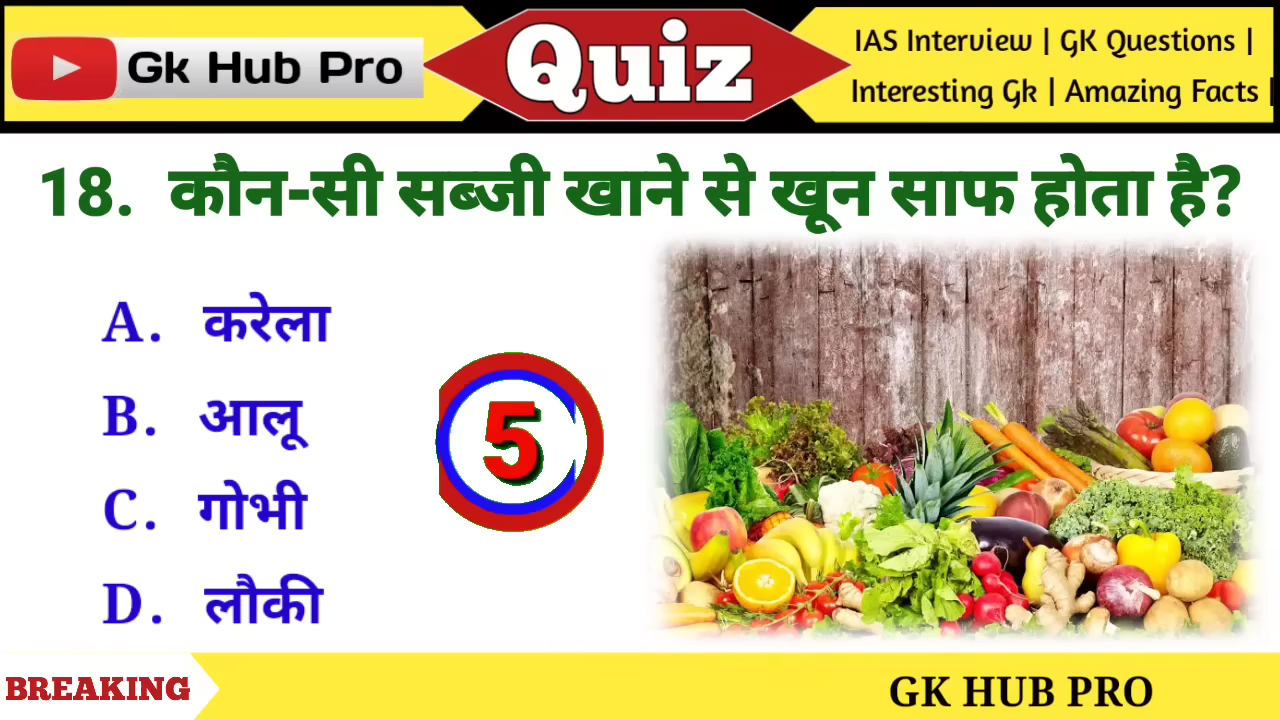 Gk Hub Pro
Quiz
IAS Interview | GK Questions |
Interesting Gk | Amazing Facts |
18. कौन-सी सब्जी खाने से खून साफ होता है?
A. करेला
B. आलू
C. गोभी
D. लौकी
5
BREAKING
GK HUB PRO